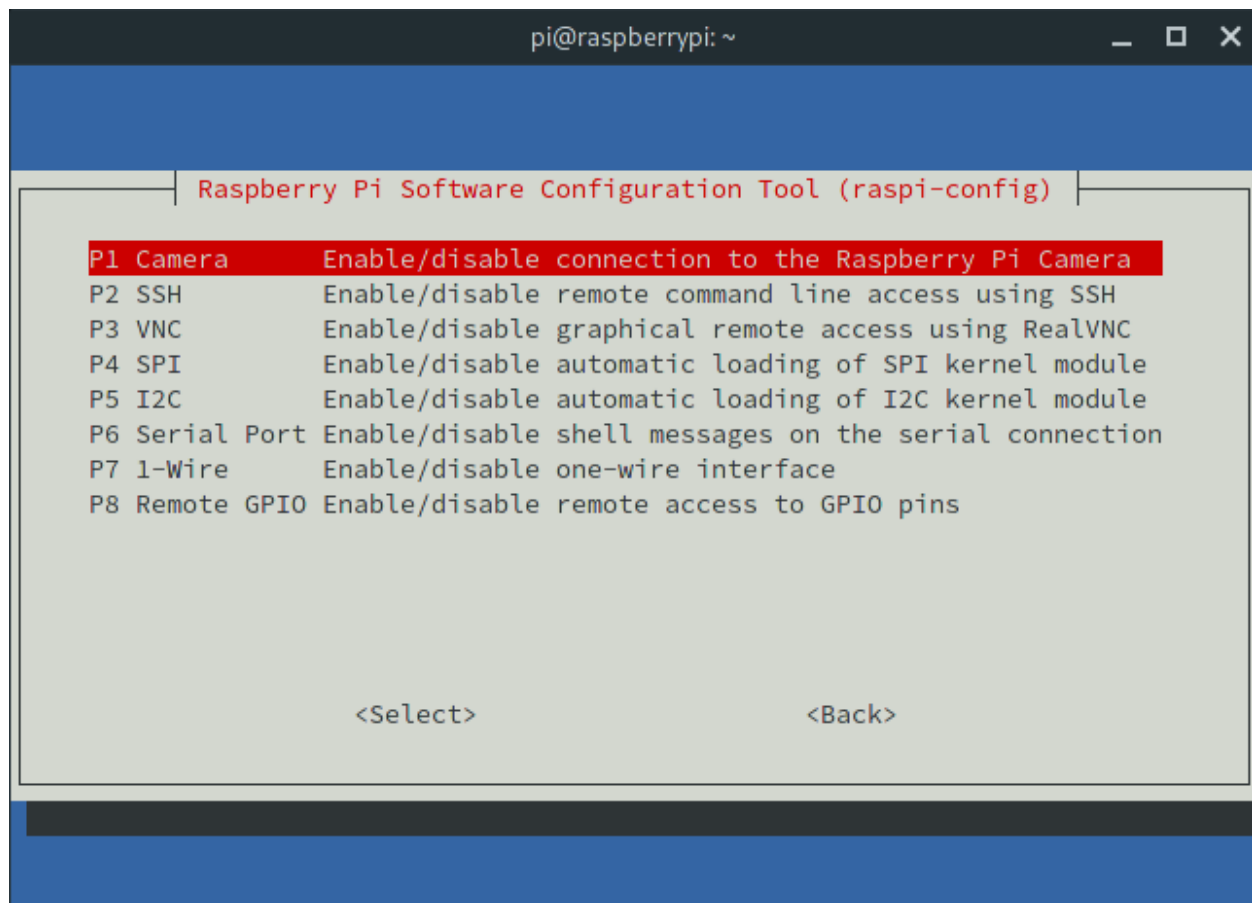 pi@raspberrypi: ~
Raspberry Pi Software Configuration Tool (raspi-config)
P1 Camera Enable/disable connection to the Raspberry Pi Camera
P2 SSH Enable/disable remote command line access using SSH
P3 VNC Enable/disable graphical remote access using RealVNC
P4 SPI Enable/disable automatic loading of SPI kernel module
P5 I2C Enable/disable automatic loading of I2C kernel module
P6 Serial Port Enable/disable shell messages on the serial connection
P7 1-Wire Enable/disable one-wire interface
P8 Remote GPIO Enable/disable remote access to GPIO pins
<Select> <Back>